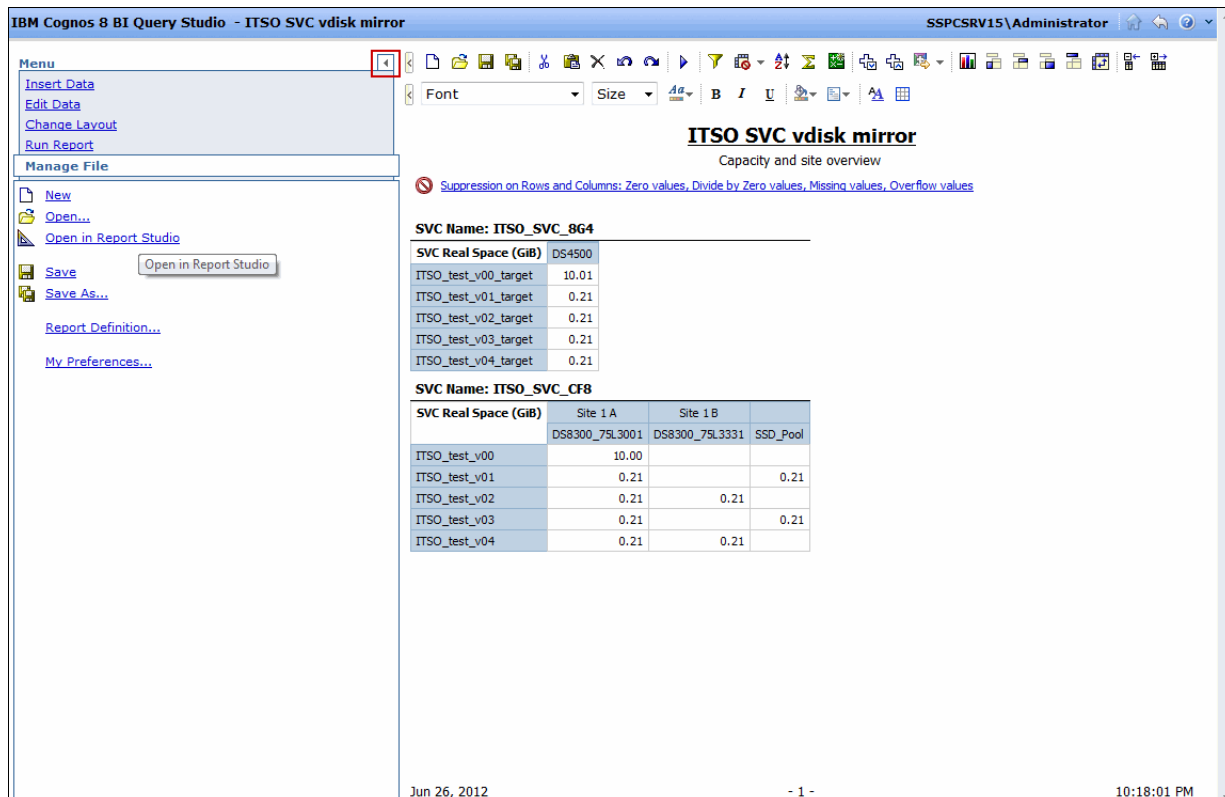 IBM Cognos 8 BI Query Studio - ITSO SVC vdisk mirror SSPCSRV15\Administrator
Menu
Insert Data
Edit Data
Change Layout
Run Report
Manage File
New
Open...
Open in Report Studio
Open in Report Studio
Save
Save As...
Report Definition...
My Preferences...
Font Size Aa B I U AA
ITSO SVC vdisk mirror
Capacity and site overview
Suppression on Rows and Columns: Zero values, Divide by Zero values, Missing values, Overflow values
SVC Name: ITSO_SVC_8G4
SVC Real Space (GiB) DS4500
ITSO_test_v00_target 10.01
ITSO_test_v01_target 0.21
ITSO_test_v02_target 0.21
ITSO_test_v03_target 0.21
ITSO_test_v04_target 0.21
SVC Name: ITSO_SVC_CF8
SVC Real Space (GiB) Site 1 A Site 1 B
DS8300_75L3001 DS8300_75L3331 SSD_Pool
ITSO_test_v00 10.00
ITSO_test_v01 0.21 0.21
ITSO_test_v02 0.21 0.21
ITSO_test_v03 0.21 0.21
ITSO_test_v04 0.21 0.21
Jun 26, 2012 - 1 - 10:18:01 PM